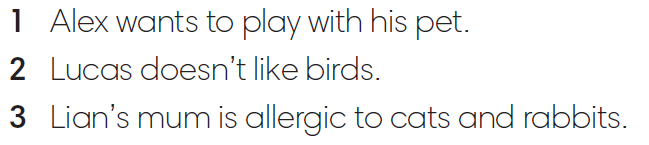 1 Alex wants to play with his pet.
2 Lucas doesn't like birds.
3 Lian's mum is allergic to cats and rabbits.